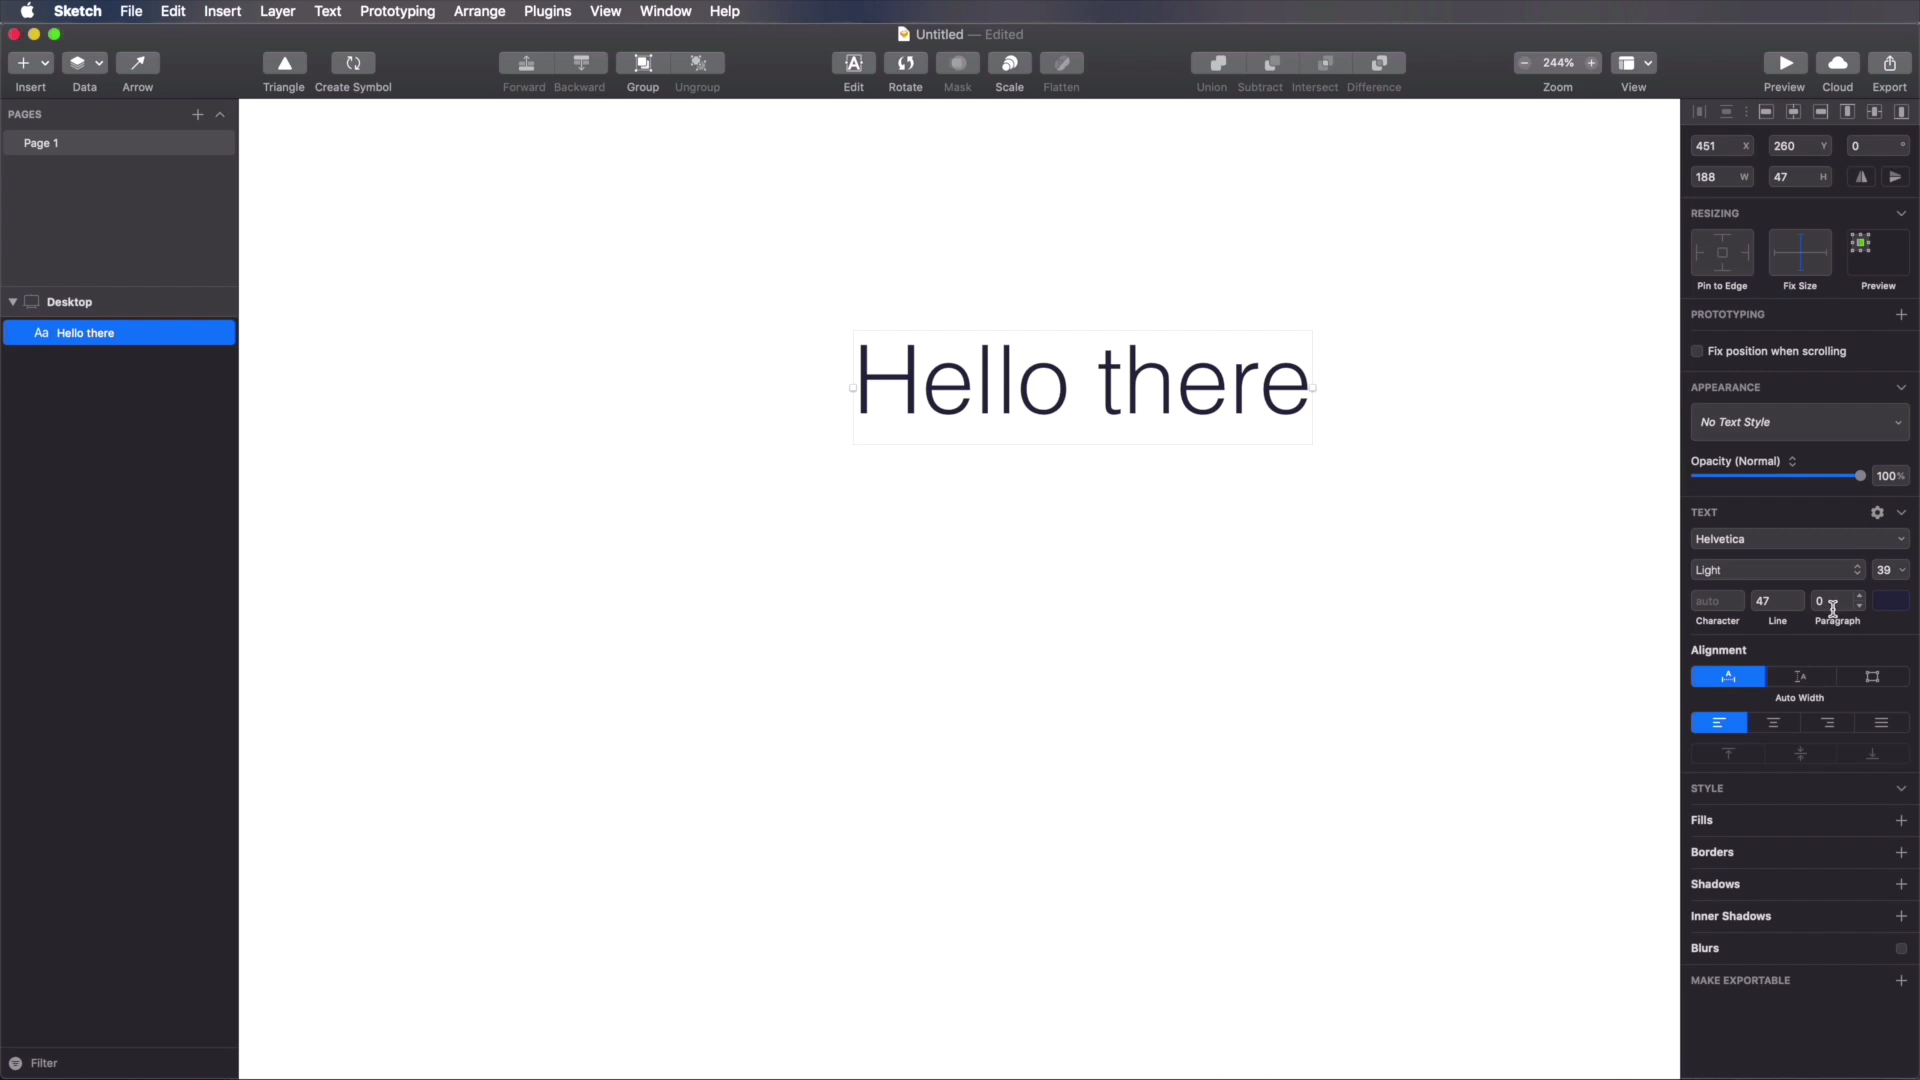 Sketch File Edit Insert Layer Text Prototyping Arrange Plugins View Window Help
Untitled — Edited
244%
Insert Data Arrow Triangle Create Symbol Forward Backward Group Ungroup Edit Rotate Mask Scale Flatten Union Subtract Intersect Difference Zoom View Preview Cloud Export
PAGES
Page 1
Desktop
Aa Hello there
Filter
Hello there
451 X 260 Y 0 °
188 W 47 H
RESIZING
Pin to Edge Fix Size Preview
PROTOTYPING
Fix position when scrolling
APPEARANCE
No Text Style
Opacity (Normal)
100%
TEXT
Helvetica
Light 39
auto 47 0
Character Line Paragraph
Alignment
Auto Width
STYLE
Fills
Borders
Shadows
Inner Shadows
Blurs
MAKE EXPORTABLE